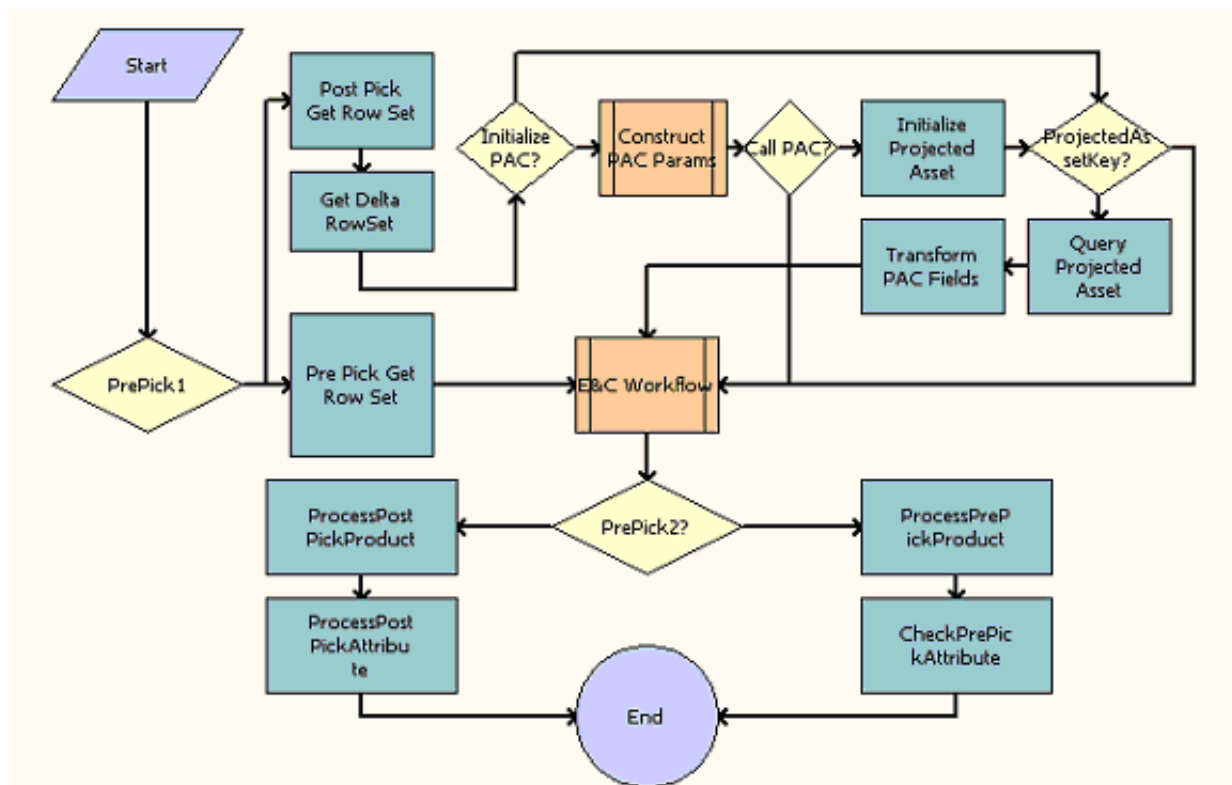 Start
Post Pick
Get Row Set
Get Delta
RowSet
Initialize
PAC?
Construct
PAC Params
Call PAC?
Initialize
Projected
Asset
ProjectedAs
setKey?
Transform
PAC Fields
Query
Projected
Asset
PrePick1
Pre Pick Get
Row Set
E&C Workflow
ProcessPost
PickProduct
PrePick2?
ProcessPreP
ickProduct
ProcessPost
PickAttribu
te
CheckPrePic
kAttribute
End